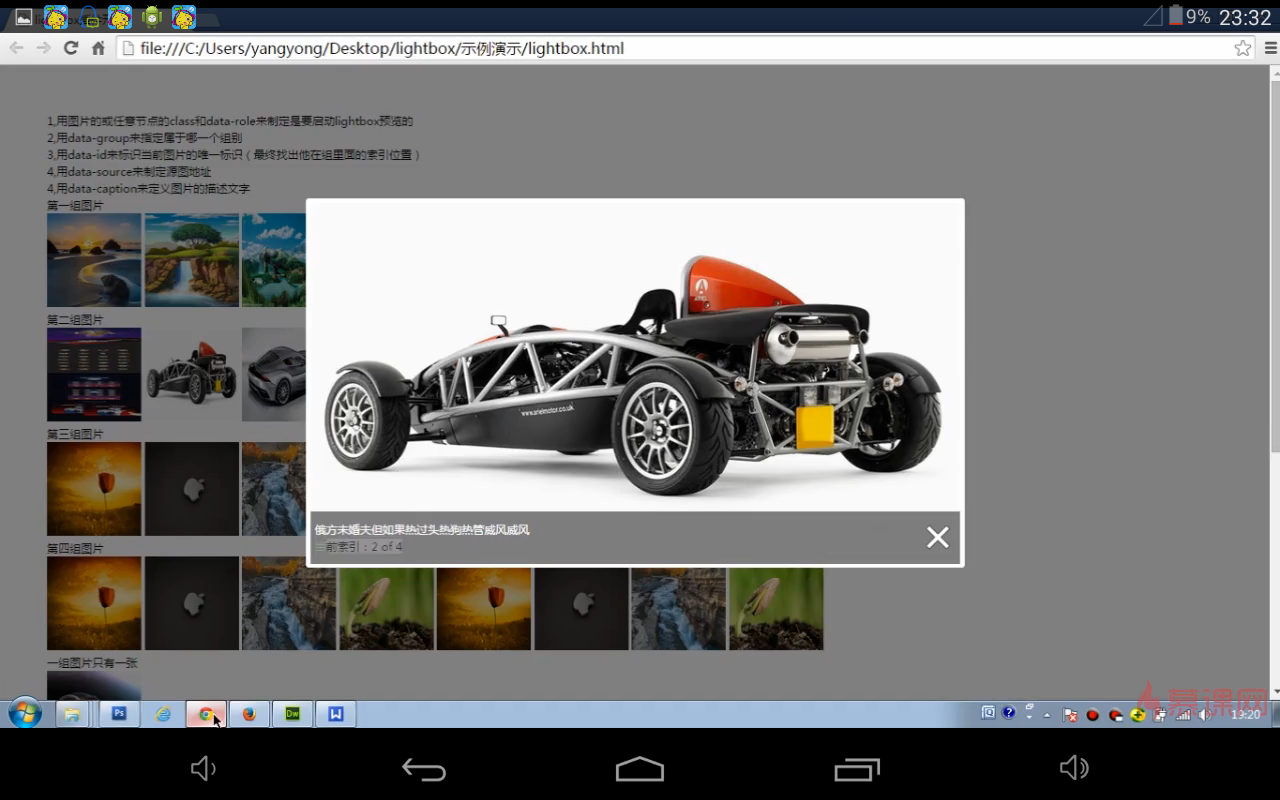 9% 23:32
file:///C:/Users/yangyong/Desktop/lightbox/示例演示/lightbox.html
1,用图片的或任意节点的class和data-role来制定是要启动lightbox预览的
2,用data-group来指定属于哪一个组别
3,用data-id来标识当前图片的唯一标识（最终找出他在组里面的索引位置）
4,用data-source来制定源图地址
4,用data-caption来定义图片的描述文字
第一组图片
第二组图片
www.arielmotor.co.uk
第三组图片
俄方未婚夫但如果热过头热狗热管威风威风
前索引：2 of 4
第四组图片
一组图片只有一张
慕课网
Ps
Dw
W
19:20